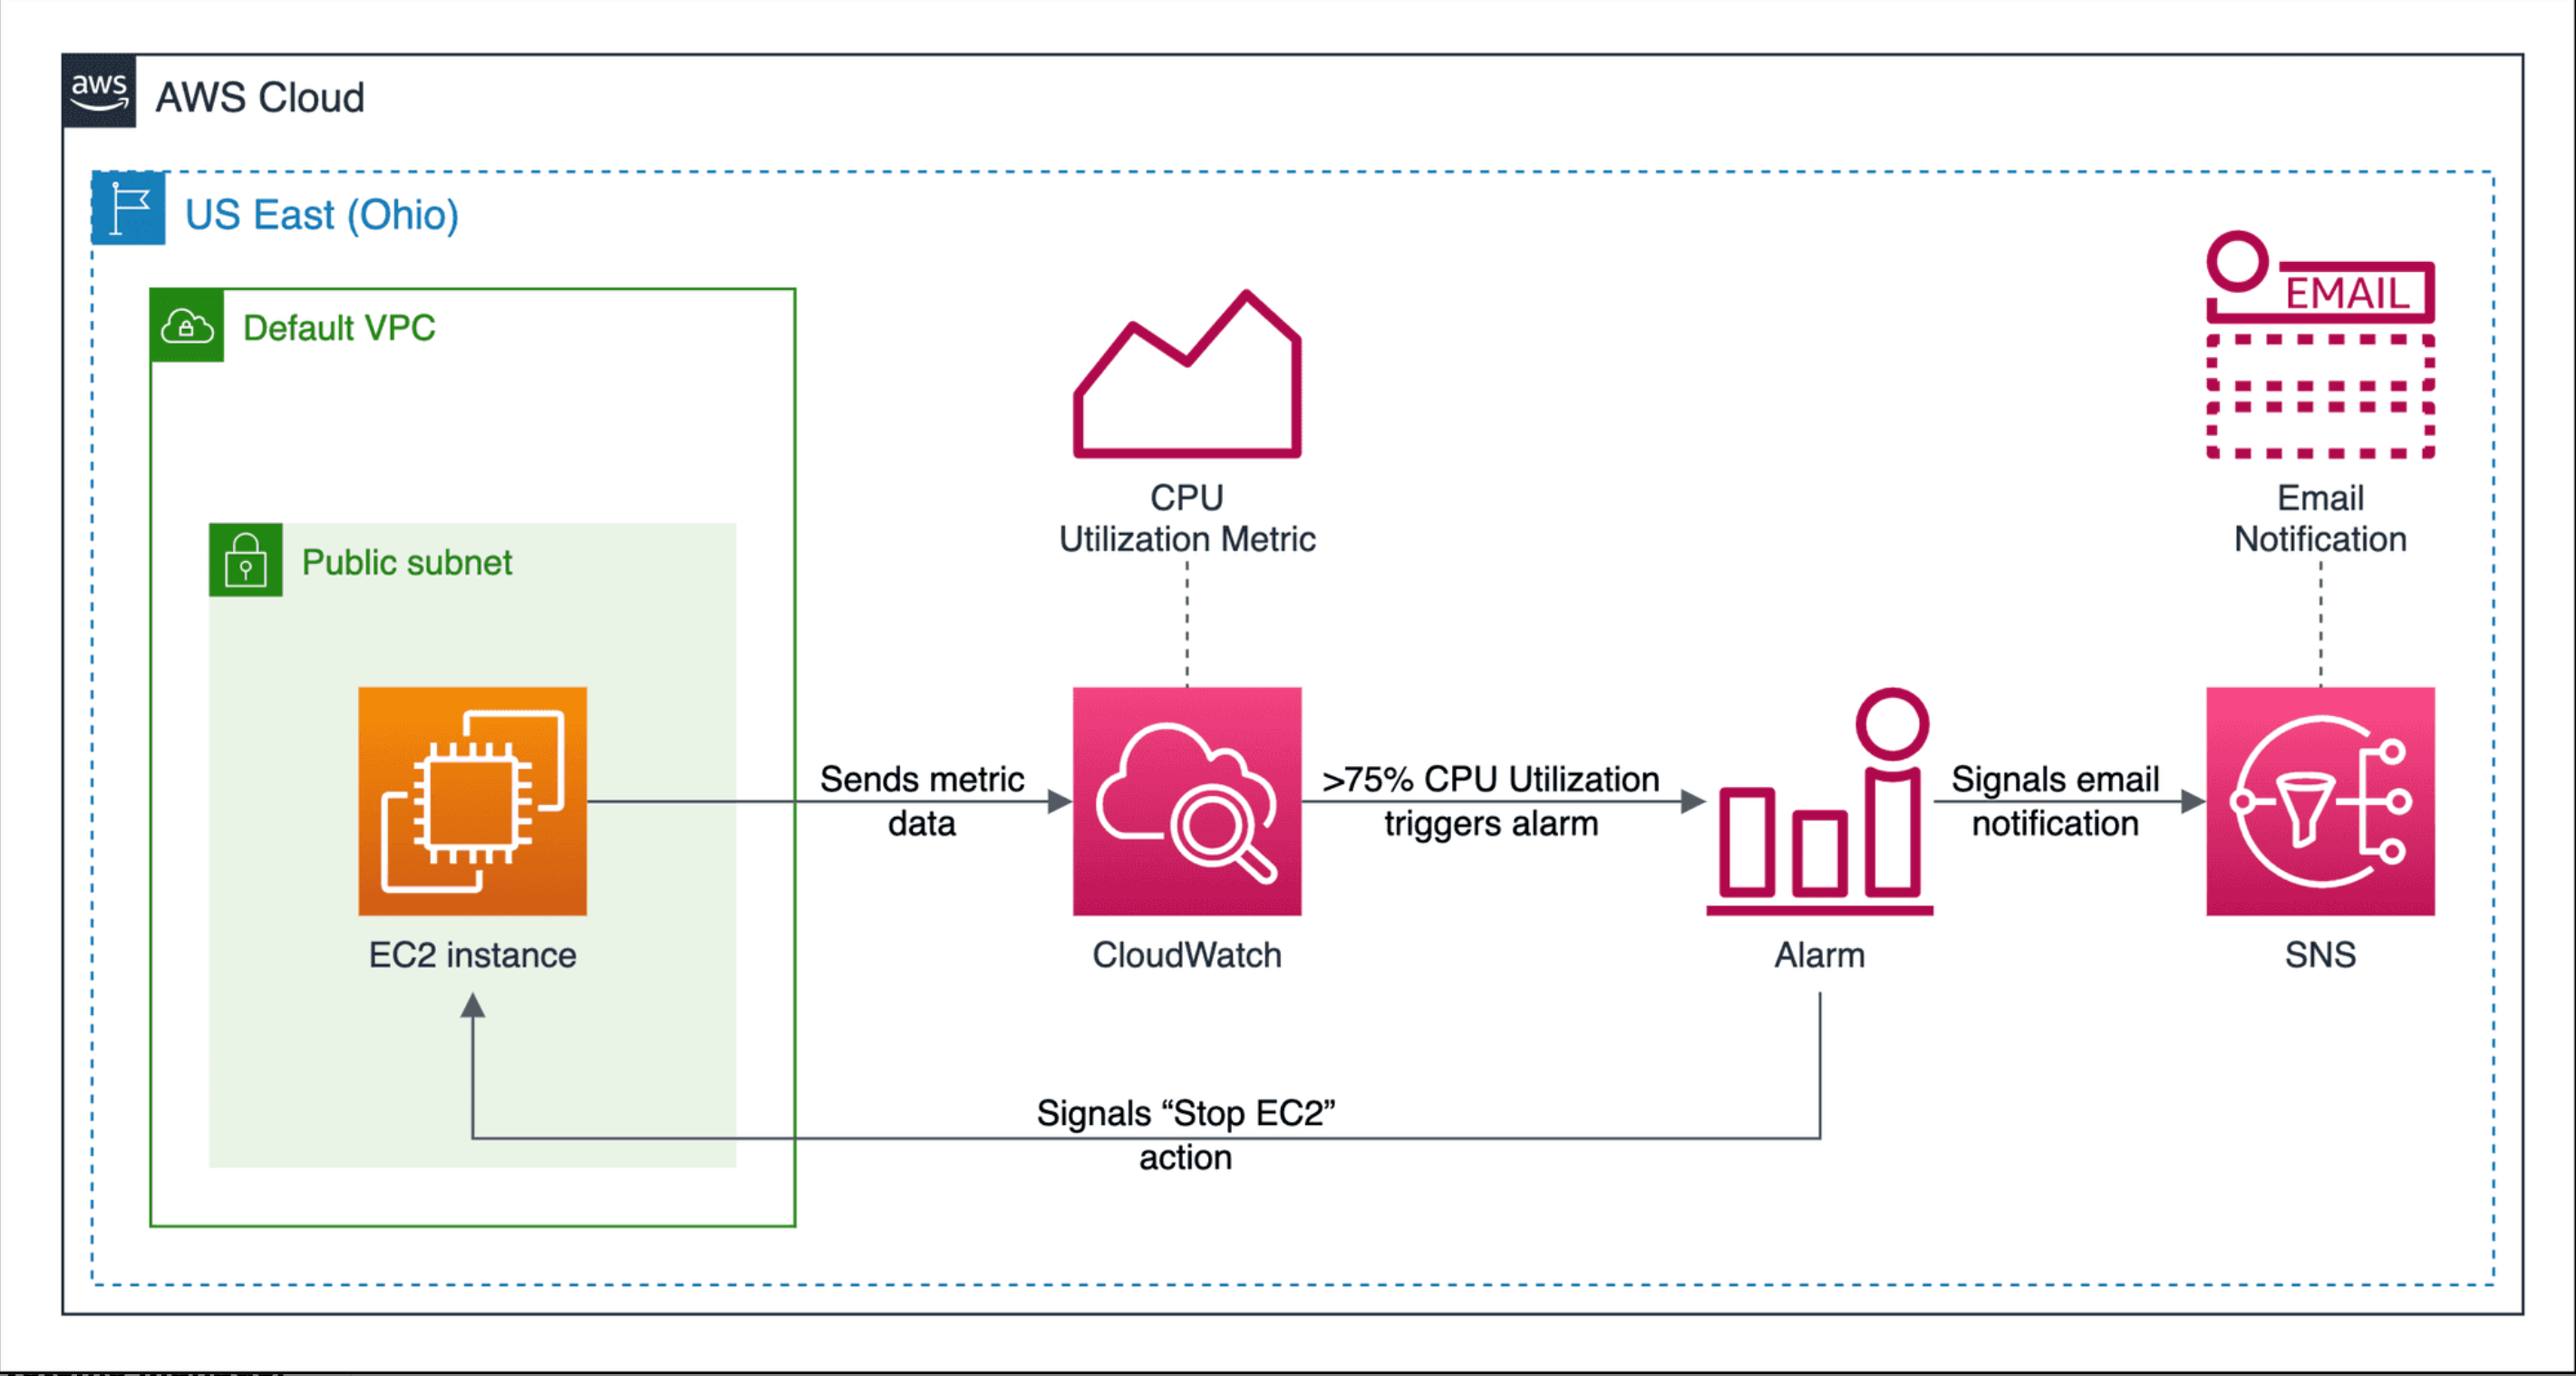 aws
AWS Cloud
US East (Ohio)
Default VPC
EMAIL
CPU
Utilization Metric
Email
Notification
Public subnet
Sends metric
data
>75% CPU Utilization
triggers alarm
Signals email
notification
EC2 instance
CloudWatch
Alarm
SNS
Signals “Stop EC2”
action